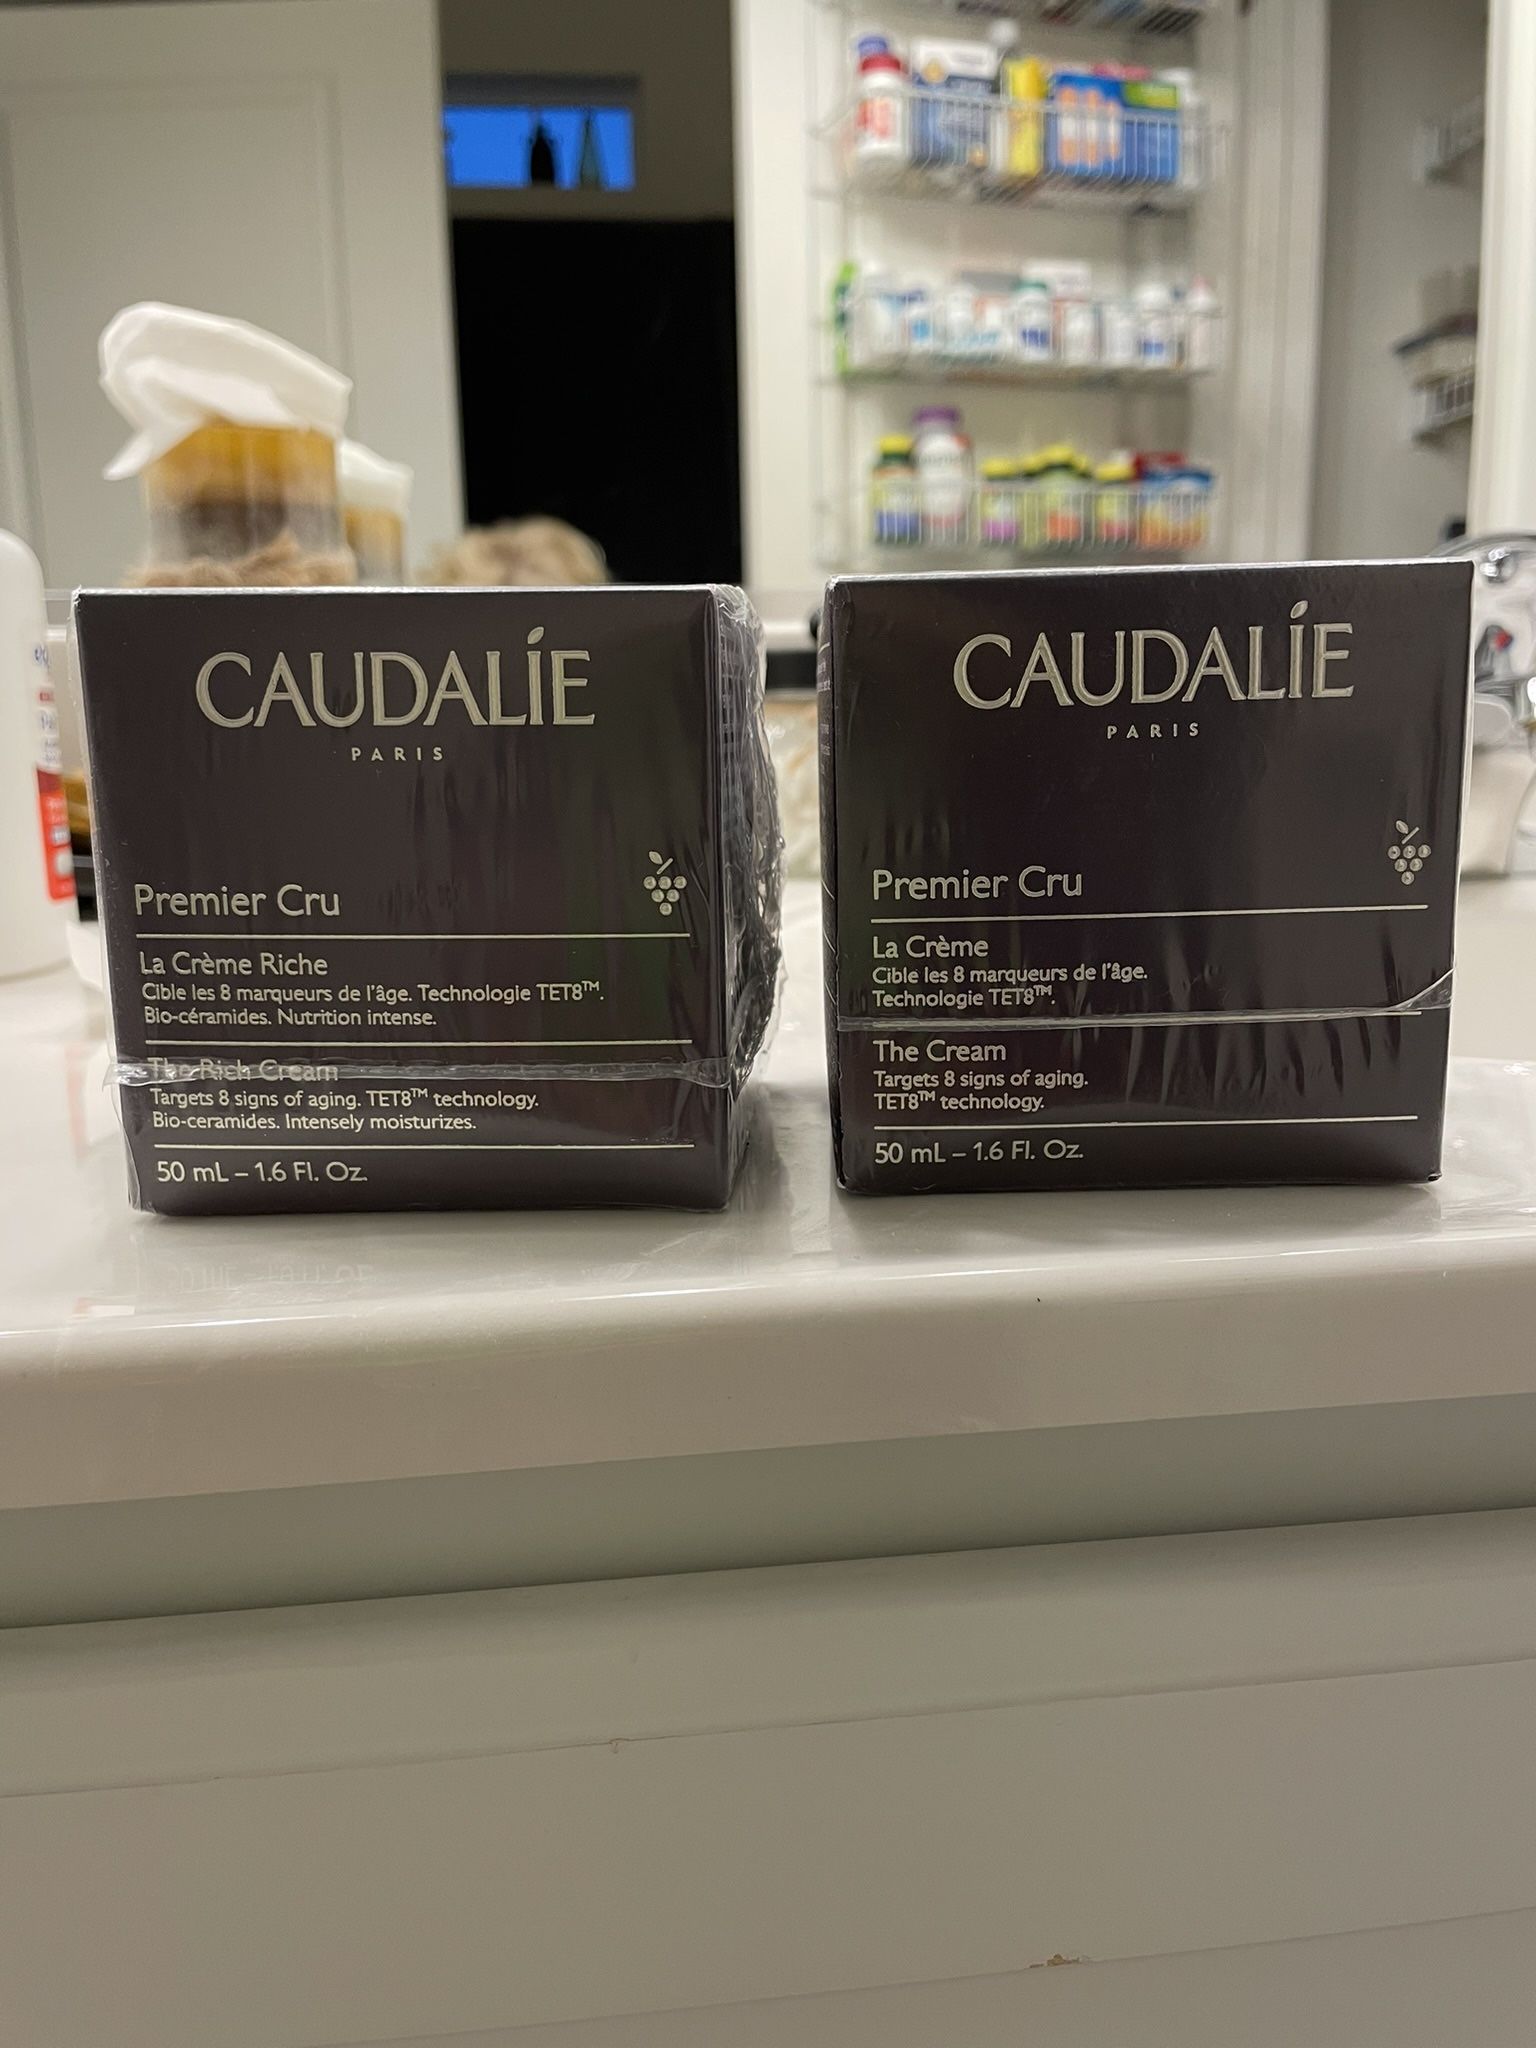 CAUDALÍE
PARIS
Premier Cru
La Crème Riche
Cible les 8 marqueurs de l'âge. Technologie TET8™.
Bio-céramides. Nutrition intense.
The Rich Cream
Targets 8 signs of aging. TET8™ technology.
Bio-ceramides. Intensely moisturizes.
50 mL – 1.6 Fl. Oz.
CAUDALÍE
PARIS
Premier Cru
La Crème
Cible les 8 marqueurs de l'âge.
Technologie TET8™.
The Cream
Targets 8 signs of aging.
TET8™ technology.
50 mL – 1.6 Fl. Oz.